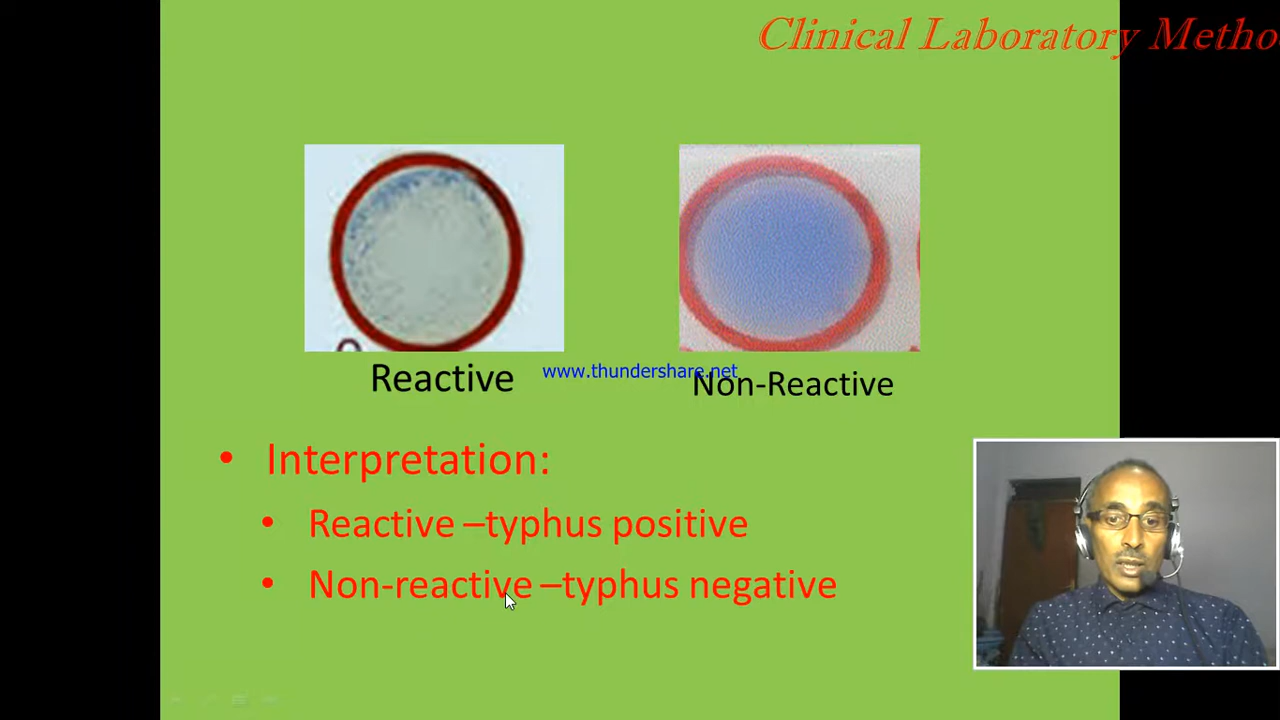 Clinical Laboratory Metho
Reactive
www.thundershare.net
Non-Reactive
• Interpretation:
• Reactive –typhus positive
• Non-reactive –typhus negative